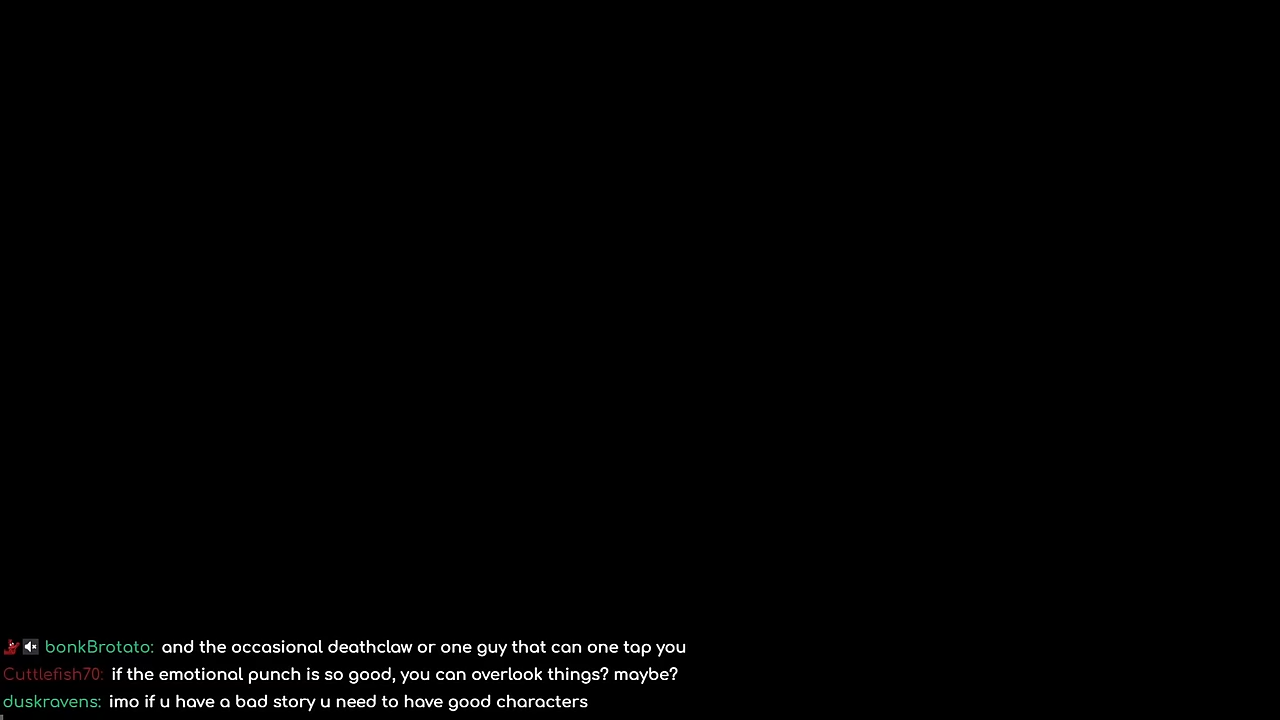 bonkBrotato: and the occasional deathclaw or one guy that can one tap you
Cuttlefish70: if the emotional punch is so good, you can overlook things? maybe?
duskravens: imo if u have a bad story u need to have good characters